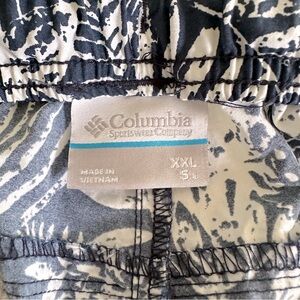 Columbia
Sportswear Company
XXL
MADE IN
VIETNAM